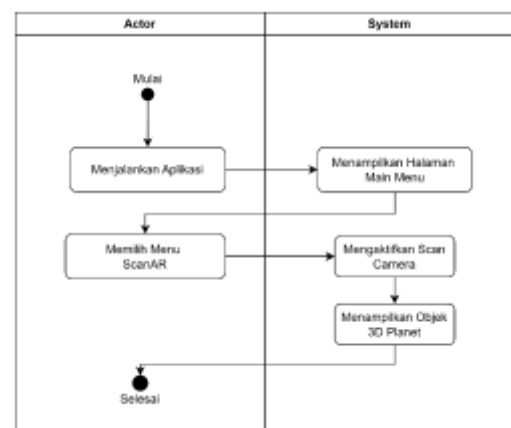 Actor
System
Mulai
Menjalankan Aplikasi
Menampilkan Halaman
Main Menu
Memilih Menu
ScanAR
Mengaktifkan Scan
Camera
Menampilkan Objek
3D Planet
Selesai